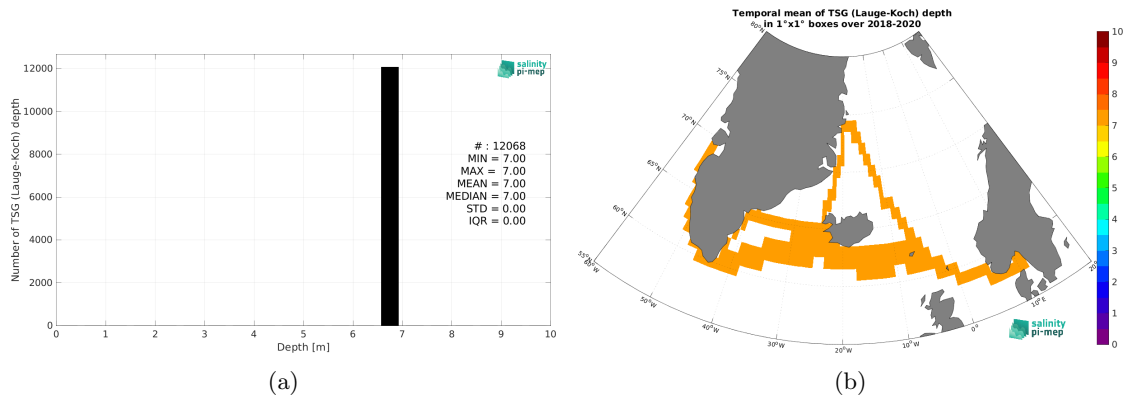 12000
10000
8000
6000
4000
2000
0
Number of TSG (Lauge-Koch) depth
salinity
pi-mep
# : 12068
MIN = 7.00
MAX = 7.00
MEAN = 7.00
MEDIAN = 7.00
STD = 0.00
IQR = 0.00
0 1 2 3 4 5 6 7 8 9 10
Depth [m]
(a)
Temporal mean of TSG (Lauge-Koch) depth
in 1°x1° boxes over 2018-2020
80°N
75°N
70°N
65°N
60°N
55°N
60°W
50°W
40°W
30°W
20°W
10°W
0°
10°E
salinity
pi-mep
10
9
8
7
6
5
4
3
2
1
0
(b)